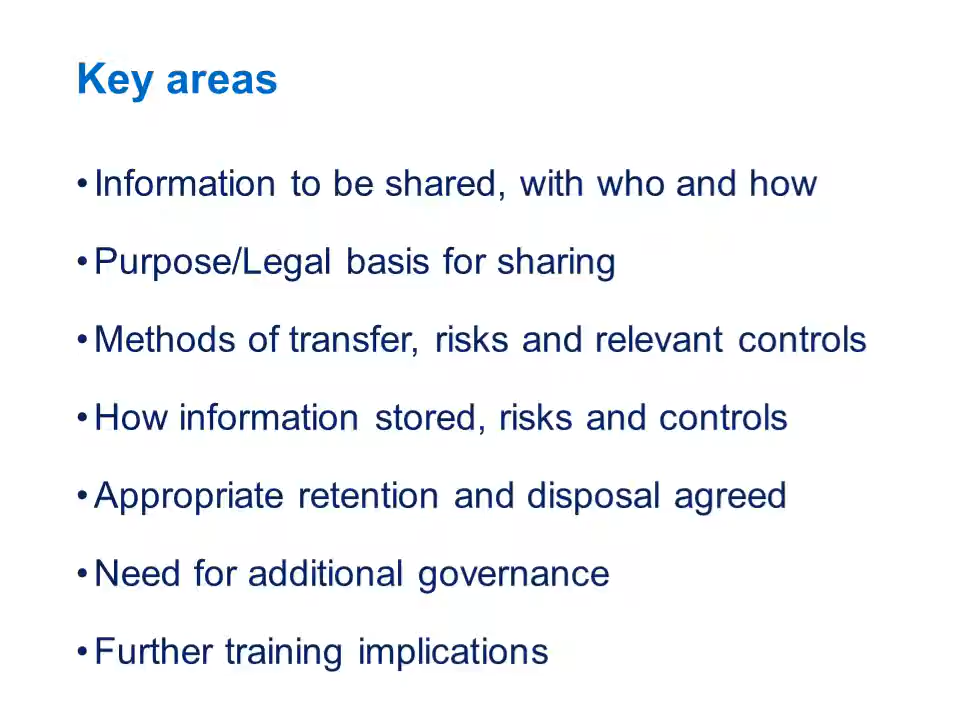 Key areas
•Information to be shared, with who and how
•Purpose/Legal basis for sharing
•Methods of transfer, risks and relevant controls
•How information stored, risks and controls
•Appropriate retention and disposal agreed
•Need for additional governance
•Further training implications